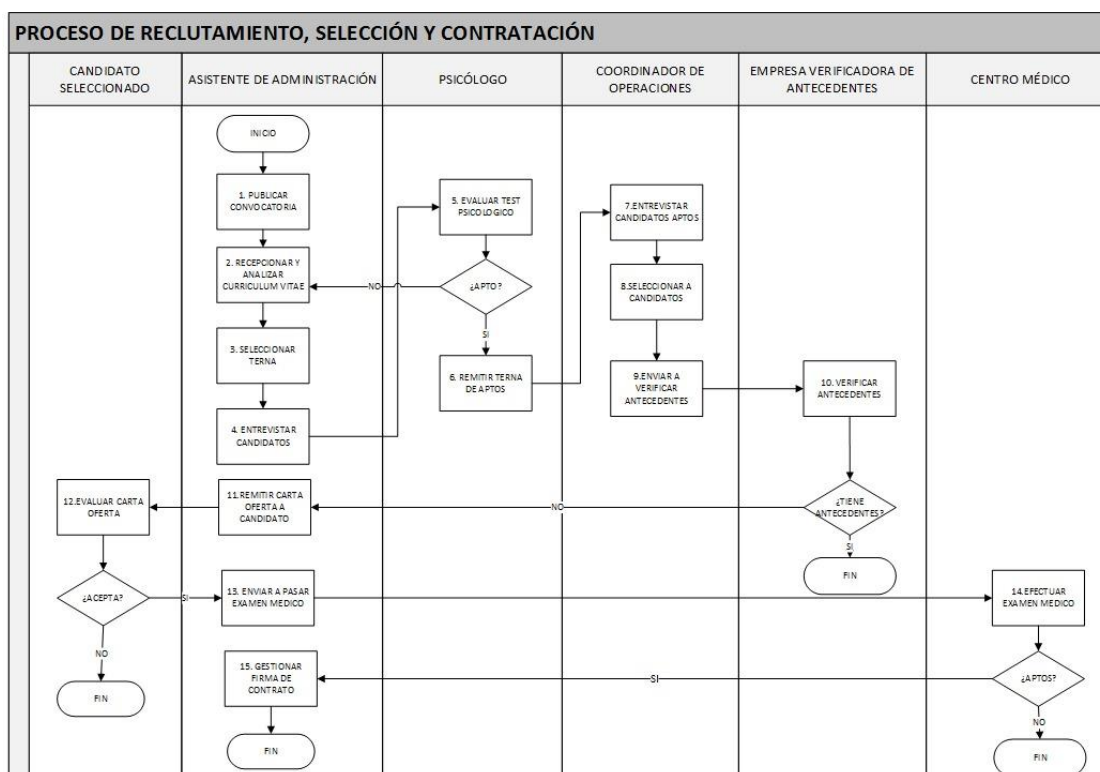 PROCESO DE RECLUTAMIENTO, SELECCIÓN Y CONTRATACIÓN
CANDIDATO
SELECCIONADO
ASISTENTE DE ADMINISTRACIÓN
PSICÓLOGO
COORDINADOR DE
OPERACIONES
EMPRESA VERIFICADORA DE
ANTECEDENTES
CENTRO MÉDICO
INICIO
1. PUBLICAR
CONVOCATORIA
2. RECEPCIONAR Y
ANALIZAR
CURRICULUM VITAE
3. SELECCIONAR
TERNA
4. ENTREVISTAR
CANDIDATOS
5. EVALUAR TEST
PSICOLOGICO
¿APTO?
NO
SI
6. REMITIR TERNA
DE APTOS
7.ENTREVISTAR
CANDIDATOS APTOS
8.SELECCIONAR A
CANDIDATOS
9.ENVIAR A
VERIFICAR
ANTECEDENTES
10. VERIFICAR
ANTECEDENTES
¿TIENE
ANTECEDENTES?
NO
SI
FIN
11.REMITIR CARTA
OFERTA A
CANDIDATO
12.EVALUAR CARTA
OFERTA
¿ACEPTA?
SI
NO
FIN
13. ENVIAR A PASAR
EXAMEN MEDICO
14.EFECTUAR
EXAMEN MEDICO
¿APTOS?
SI
NO
FIN
15. GESTIONAR
FIRMA DE
CONTRATO
FIN